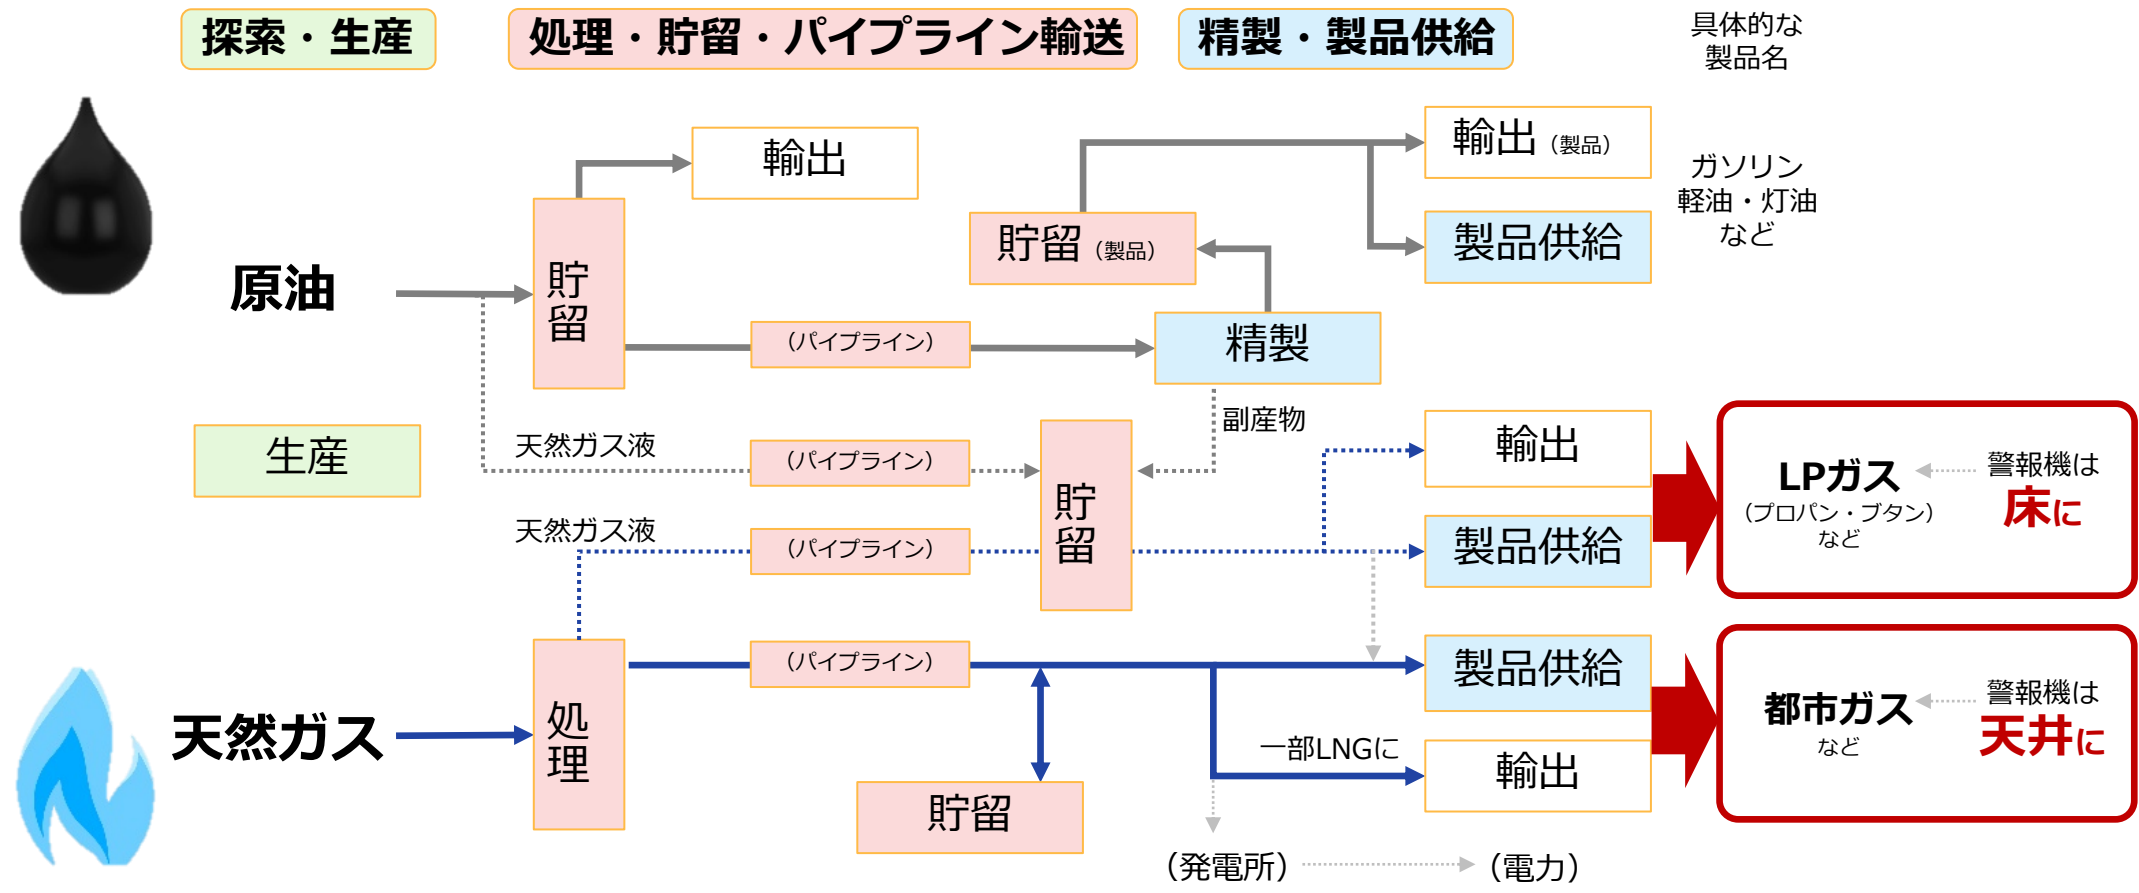 探索・生産
処理・貯留・パイプライン輸送
精製・製品供給
具体的な
製品名
輸出
輸出（製品）
ガソリン
軽油・灯油
など
貯留（製品）
製品供給
原油
貯
留
（パイプライン）
精製
副産物
生産
天然ガス液
（パイプライン）
輸出
LPガス
（プロパン・ブタン）
など
警報機は
床に
貯
留
天然ガス液
（パイプライン）
製品供給
（パイプライン）
製品供給
天然ガス
処
理
都市ガス
など
警報機は
天井に
一部LNGに
輸出
貯留
（発電所）
（電力）